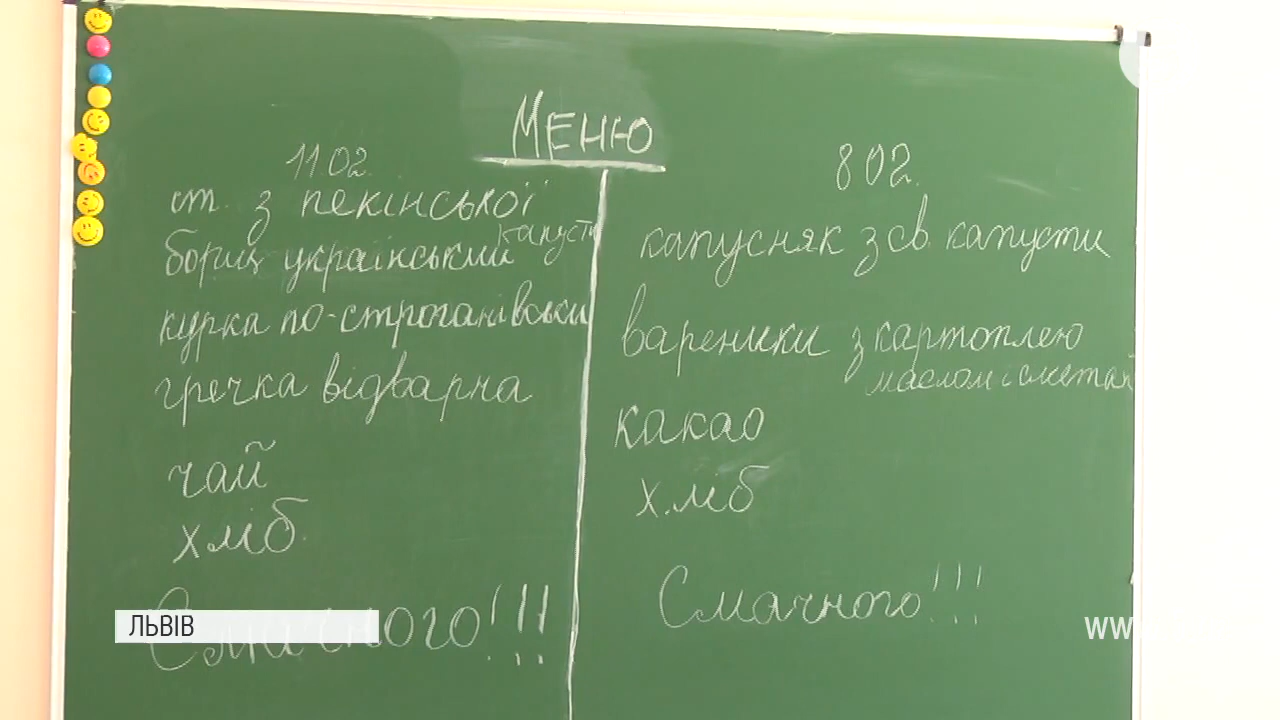 Меню
11.02.
ст. з пекінської
капусти
борщ український
курка по-строганівськи
гречка відварна
чай
хліб
Смачного!!!
8 02.
капусняк з св. капусти
вареники з картоплею
маслом і сметан
какао
хліб
Смачного!!!
ЛЬВІВ
ww